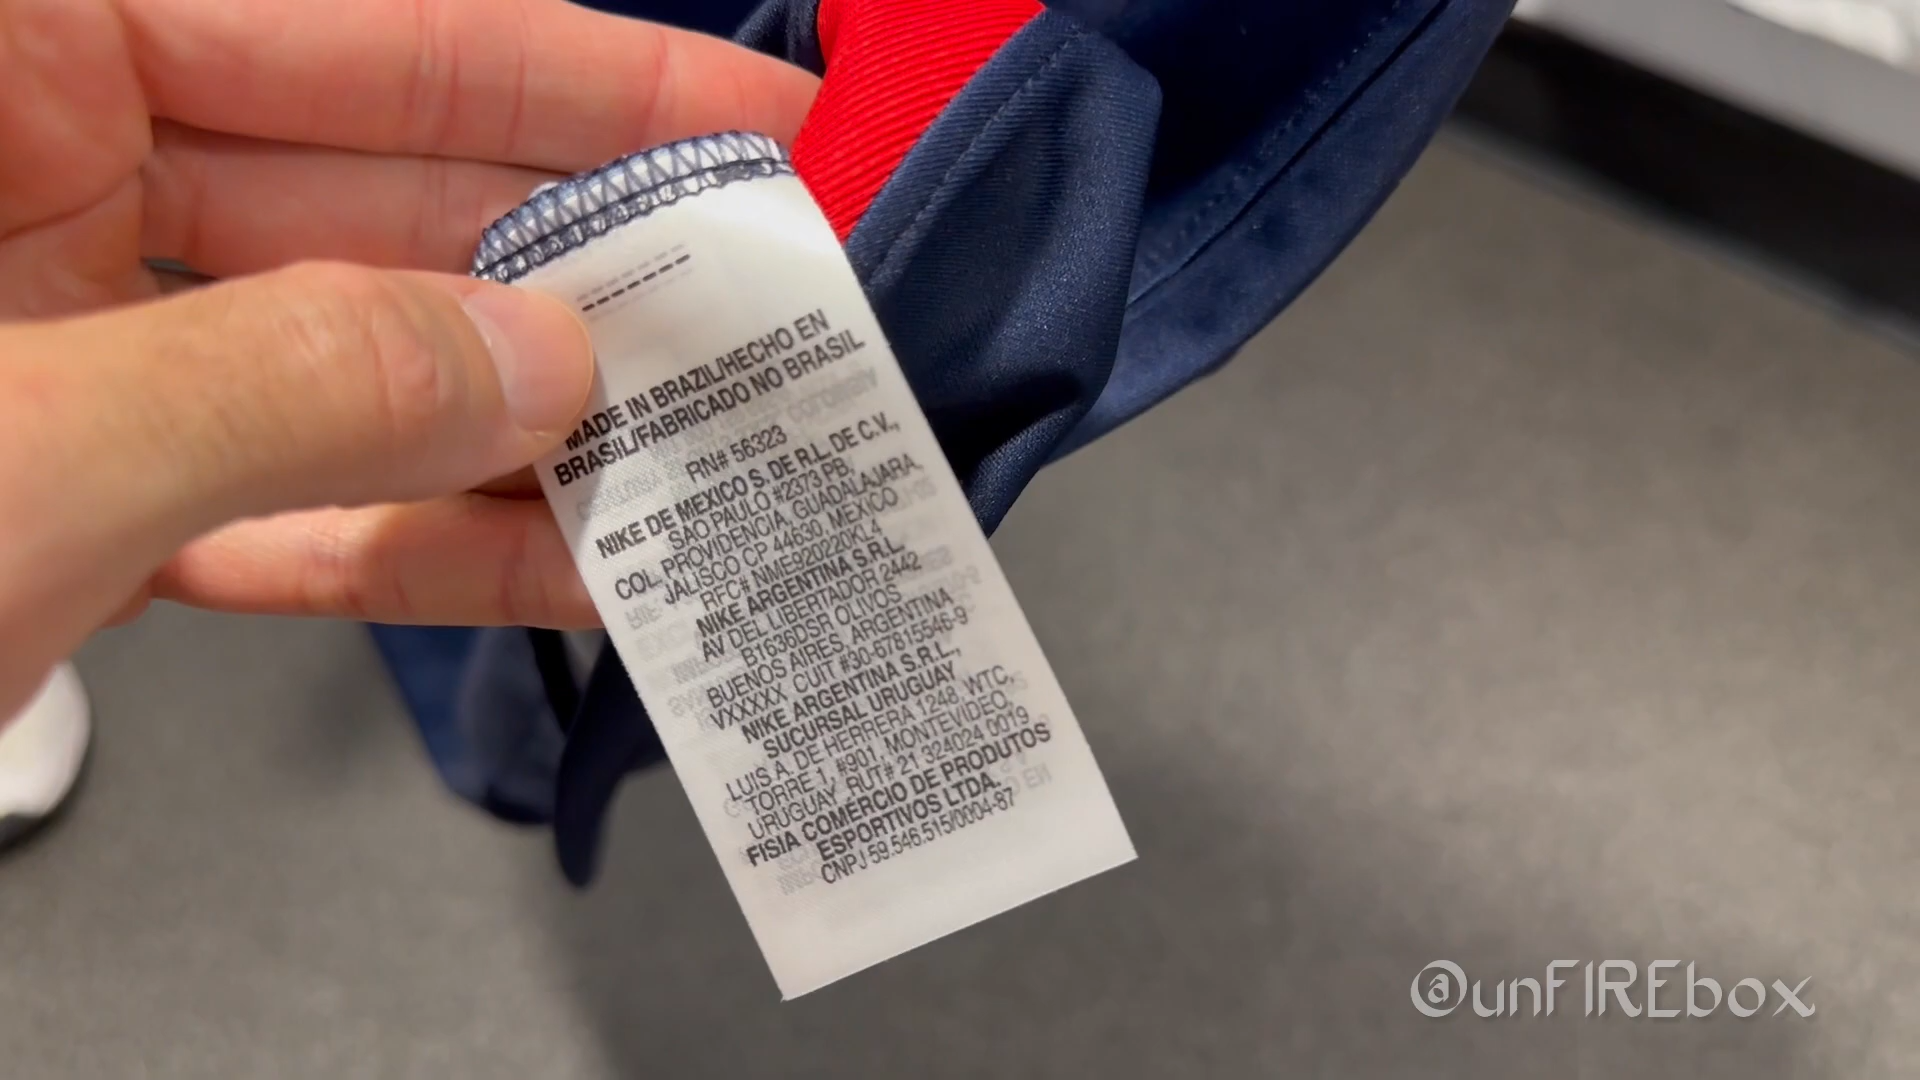 MADE IN BRAZIL/HECHO EN
BRASIL/FABRICADO NO BRASIL
RN# 56323
NIKE DE MEXICO S. DE R.L. DE C.V.,
SAO PAULO #2373 PB,
COL. PROVIDENCIA, GUADALAJARA,
JALISCO CP 44630, MEXICO
RFC# NME920220KL4
NIKE ARGENTINA S.R.L.
AV DEL LIBERTADOR 2442
B1636DSR OLIVOS
BUENOS AIRES, ARGENTINA
VXXXXX, CUIT #30-67815546-9
NIKE ARGENTINA S.R.L.,
SUCURSAL URUGUAY
LUIS A. DE HERRERA 1248, WTC,
TORRE 1, #901, MONTEVIDEO,
URUGUAY, RUT# 21 324024 0019
FISIA COMÉRCIO DE PRODUTOS
ESPORTIVOS LTDA.
CNPJ 59.546.515/0004-87
@unFIREbox